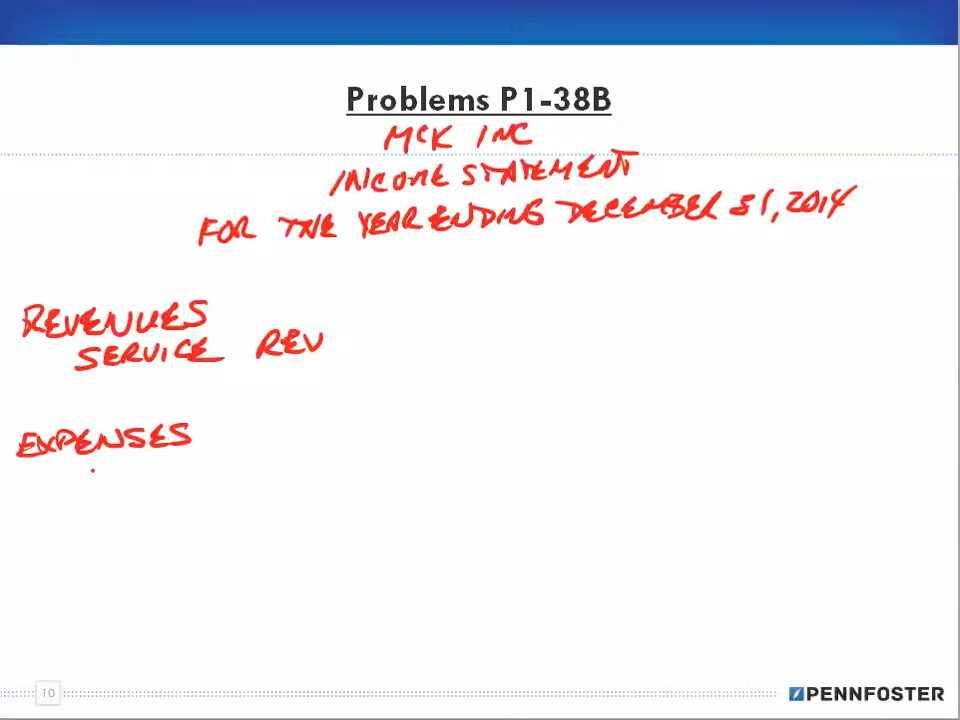 Problems P1-38B
MCK INC
INCOME STATEMENT
FOR THE YEAR ENDING DECEMBER 31, 2014
REVENUES
SERVICE REV
EXPENSES
10
PENNFOSTER